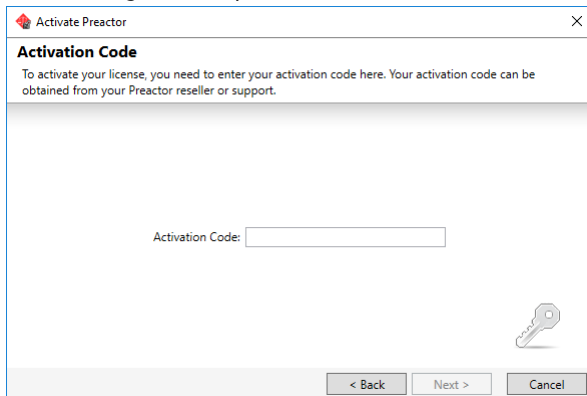 Activate Preactor
Activation Code
To activate your license, you need to enter your activation code here. Your activation code can be
obtained from your Preactor reseller or support.
Activation Code:
< Back Next > Cancel